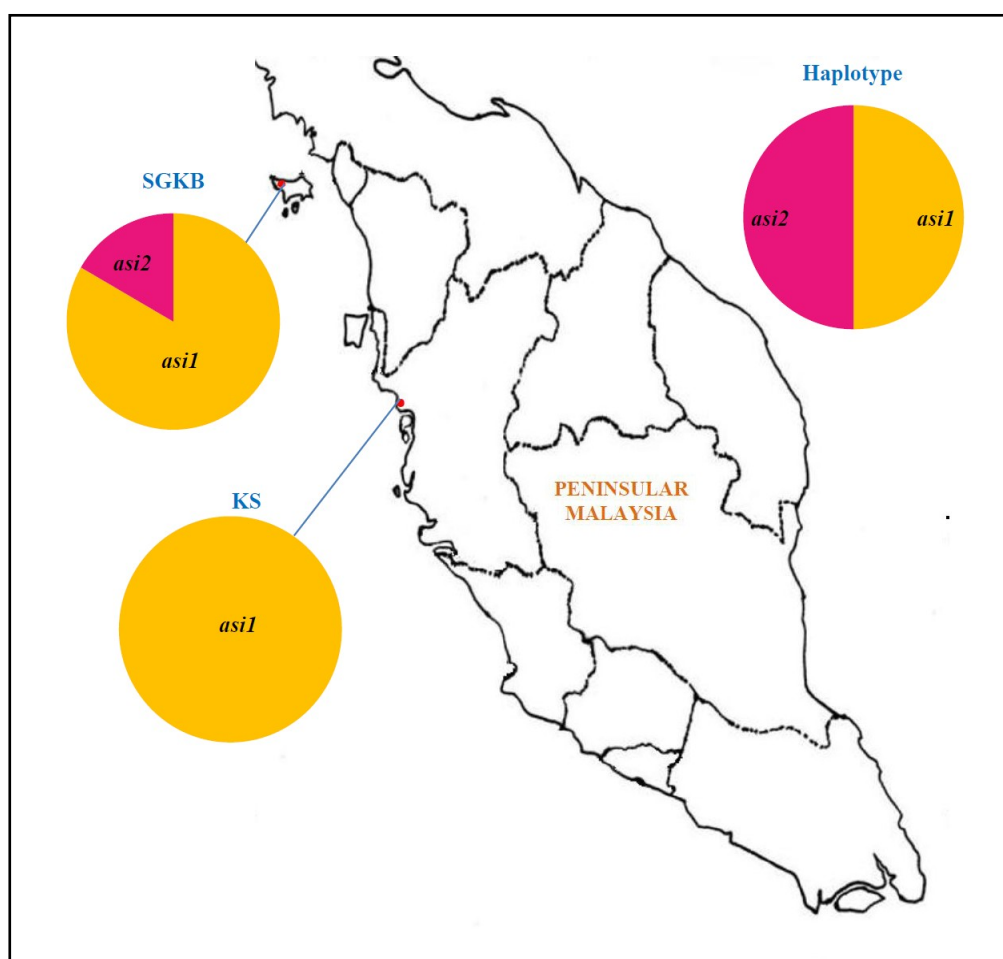 Haplotype
asi2
asi1
SGKB
asi2
asi1
KS
asi1
PENINSULAR
MALAYSIA